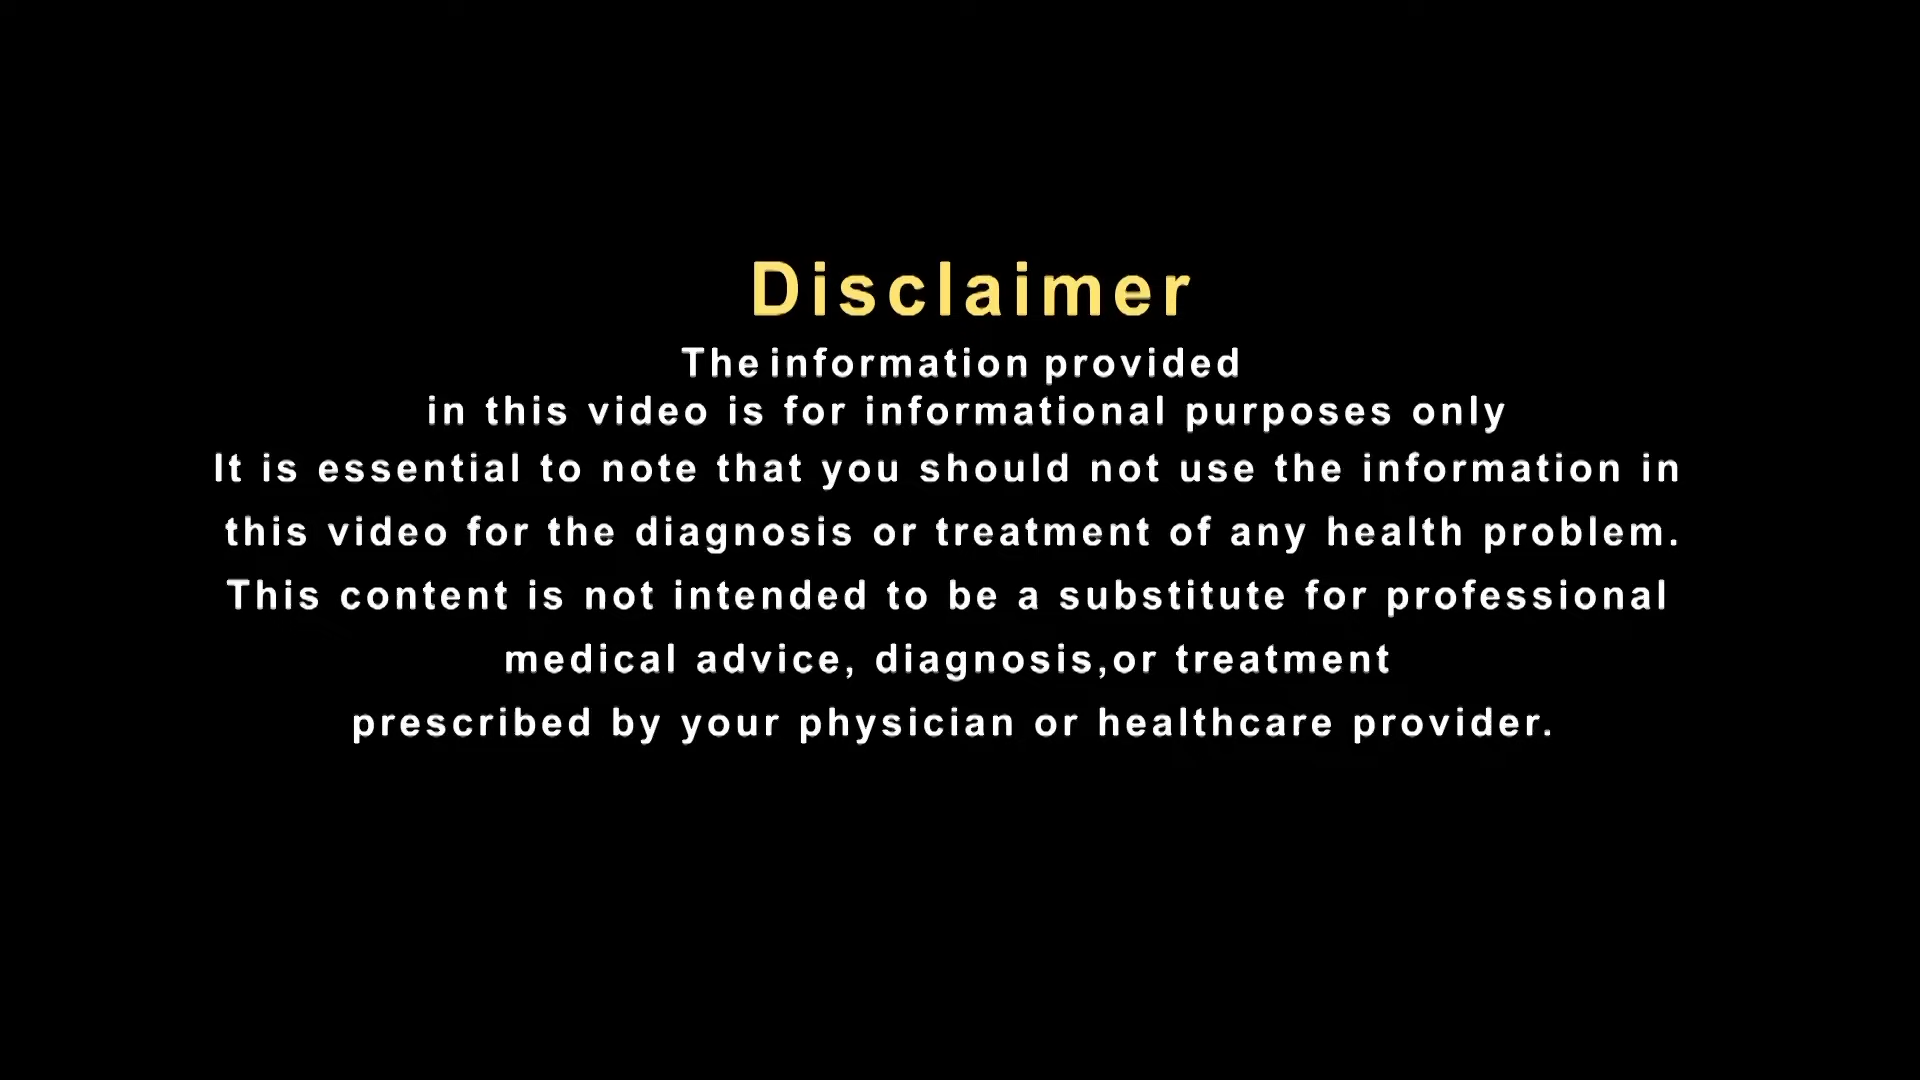 Disclaimer
The information provided
in this video is for informational purposes only
It is essential to note that you should not use the information in
this video for the diagnosis or treatment of any health problem.
This content is not intended to be a substitute for professional
medical advice, diagnosis,or treatment
prescribed by your physician or healthcare provider.